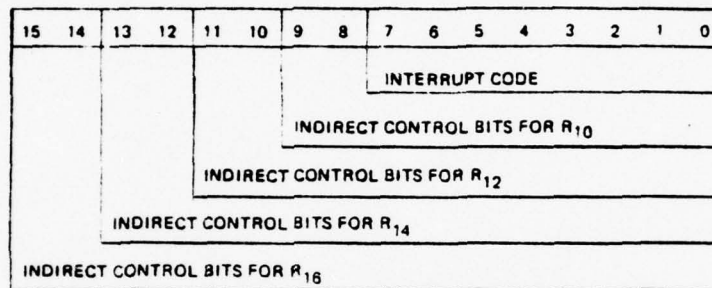 15 14 13 12 11 10 9 8 7 6 5 4 3 2 1 0
INTERRUPT CODE
INDIRECT CONTROL BITS FOR R10
INDIRECT CONTROL BITS FOR R12
INDIRECT CONTROL BITS FOR R14
INDIRECT CONTROL BITS FOR R16